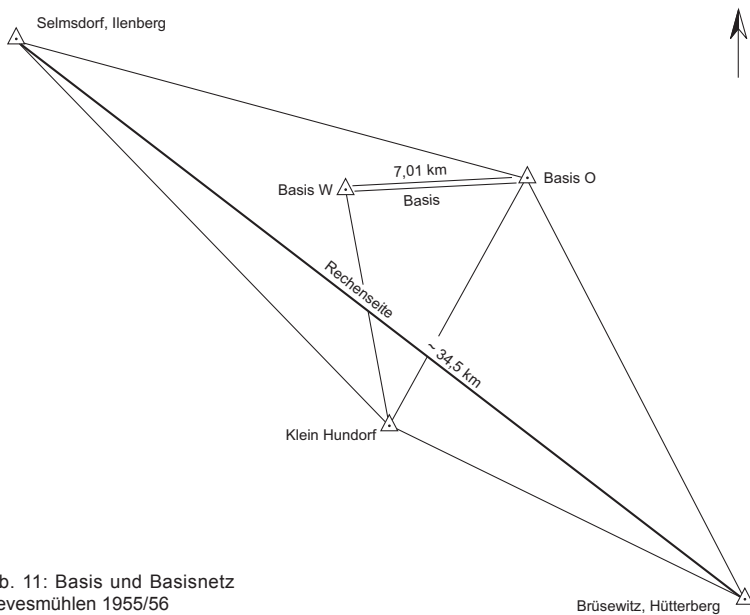 Selmsdorf, Ilenberg
7,01 km
Basis O
Basis W
Basis
Rechenseite
~ 34,5 km
Klein Hundorf
b. 11: Basis und Basisnetz
evesmühlen 1955/56
Brüsewitz, Hütterberg